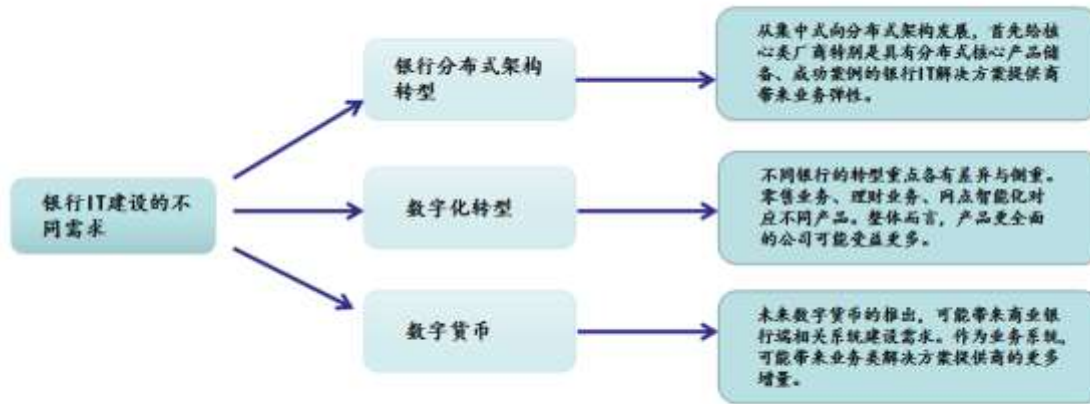 银行IT建设的不
同需求
银行分布式架构
转型
从集中式向分布式架构发展，首先给核
心类厂商特别是具有分布式核心产品储
备、成功案例的银行IT解决方案提供商
带来业务弹性。
数字化转型
不同银行的转型重点各有差异与侧重。
零售业务、理财业务、网点智能化对
应不同产品。整体而言，产品更全面
的公司可能受益更多。
数字货币
未来数字货币的推出，可能带来商业银
行端相关系统建设需求。作为业务系统，
可能带来业务类解决方案提供商的更多
增量。